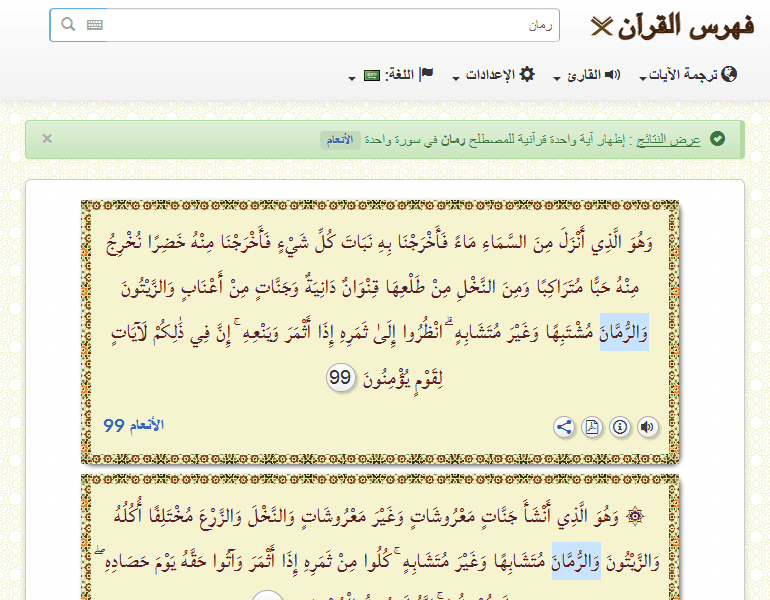 فهرس القرآن
رمان
ترجمة الآيات
القارئ
الإعدادات
اللغة:
عرض النتائج : إظهار آية واحدة قرآنية للمصطلح رمان في سورة واحدة الأنعام
×
وَهُوَ الَّذِي أَنْزَلَ مِنَ السَّمَاءِ مَاءً فَأَخْرَجْنَا بِهِ نَبَاتَ كُلِّ شَيْءٍ فَأَخْرَجْنَا مِنْهُ خَضِرًا نُخْرِجُ
مِنْهُ حَبًّا مُتَرَاكِبًا وَمِنَ النَّخْلِ مِنْ طَلْعِهَا قِنْوَانٌ دَانِيَةٌ وَجَنَّاتٍ مِنْ أَعْنَابٍ وَالزَّيْتُونَ
وَالرُّمَّانَ مُشْتَبِهًا وَغَيْرَ مُتَشَابِهٍ ۗ انْظُرُوا إِلَىٰ ثَمَرِهِ إِذَا أَثْمَرَ وَيَنْعِهِ ۚ إِنَّ فِي ذَٰلِكُمْ لَآيَاتٍ
لِقَوْمٍ يُؤْمِنُونَ 99
الأنعام 99
۞ وَهُوَ الَّذِي أَنْشَأَ جَنَّاتٍ مَعْرُوشَاتٍ وَغَيْرَ مَعْرُوشَاتٍ وَالنَّخْلَ وَالزَّرْعَ مُخْتَلِفًا أُكُلُهُ
وَالزَّيْتُونَ وَالرُّمَّانَ مُتَشَابِهًا وَغَيْرَ مُتَشَابِهٍ ۚ كُلُوا مِنْ ثَمَرِهِ إِذَا أَثْمَرَ وَآتُوا حَقَّهُ يَوْمَ حَصَادِهِ ۖ